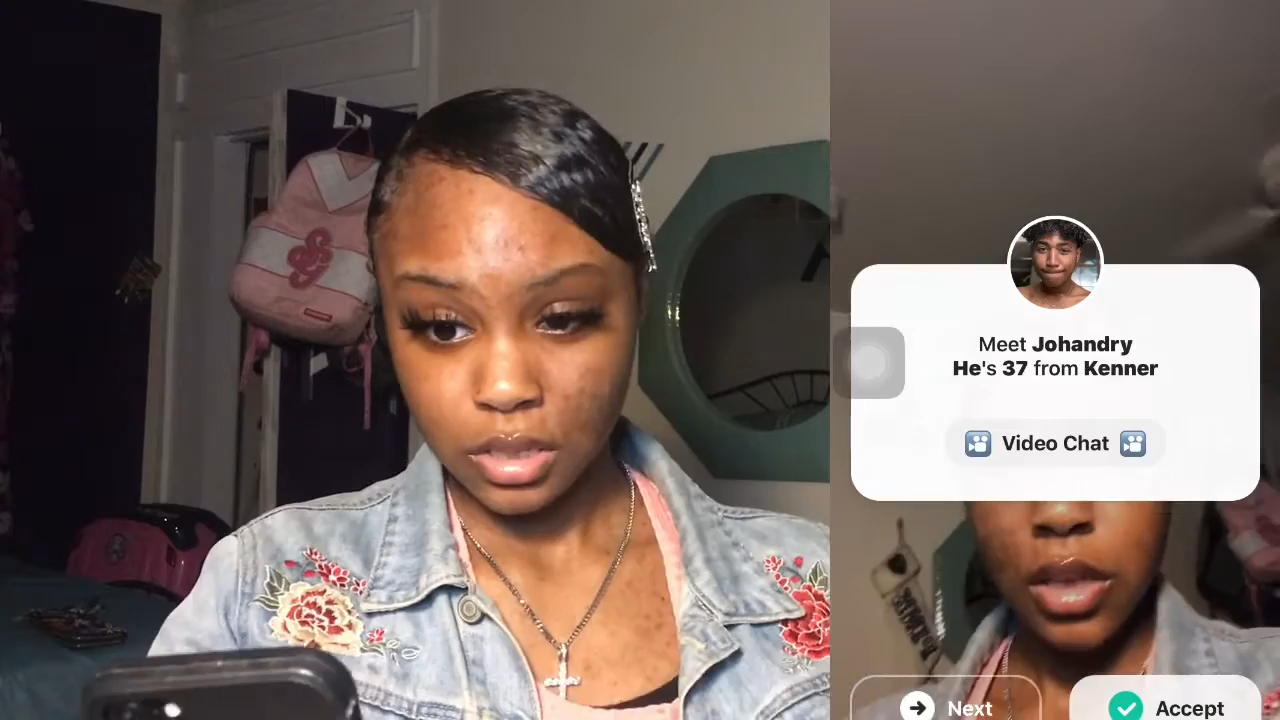 Meet Johandry
He's 37 from Kenner
Video Chat
Next
Accept